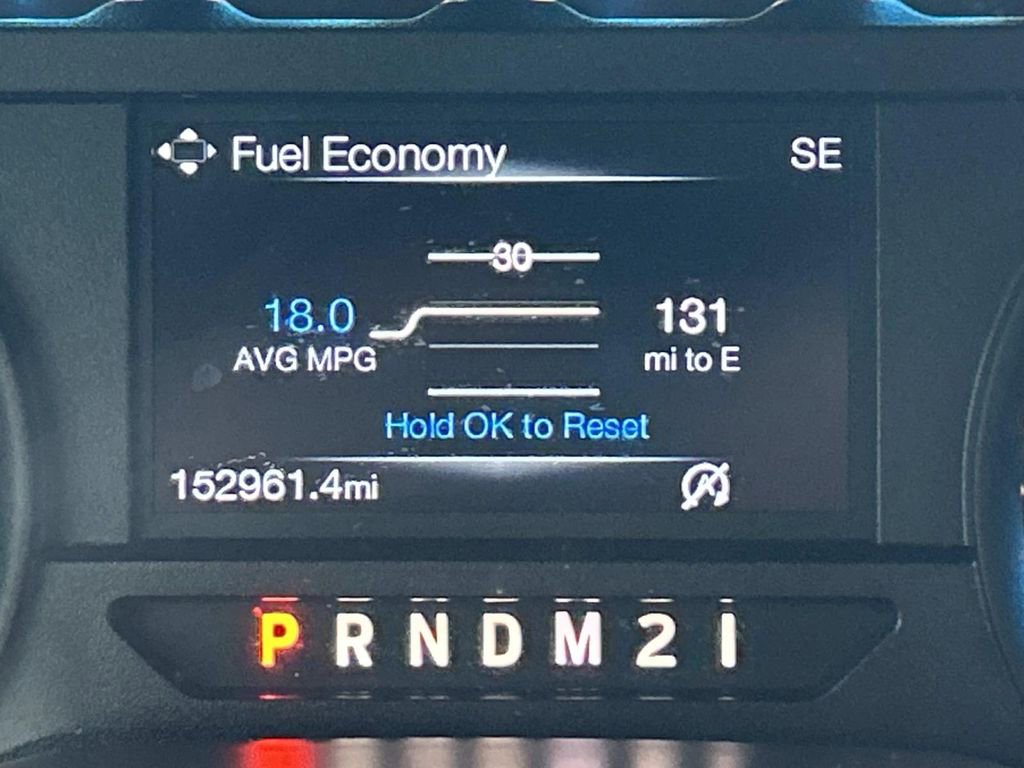 Fuel Economy SE
30
18.0 131
AVG MPG mi to E
Hold OK to Reset
152961.4mi
P R N D M 2 1